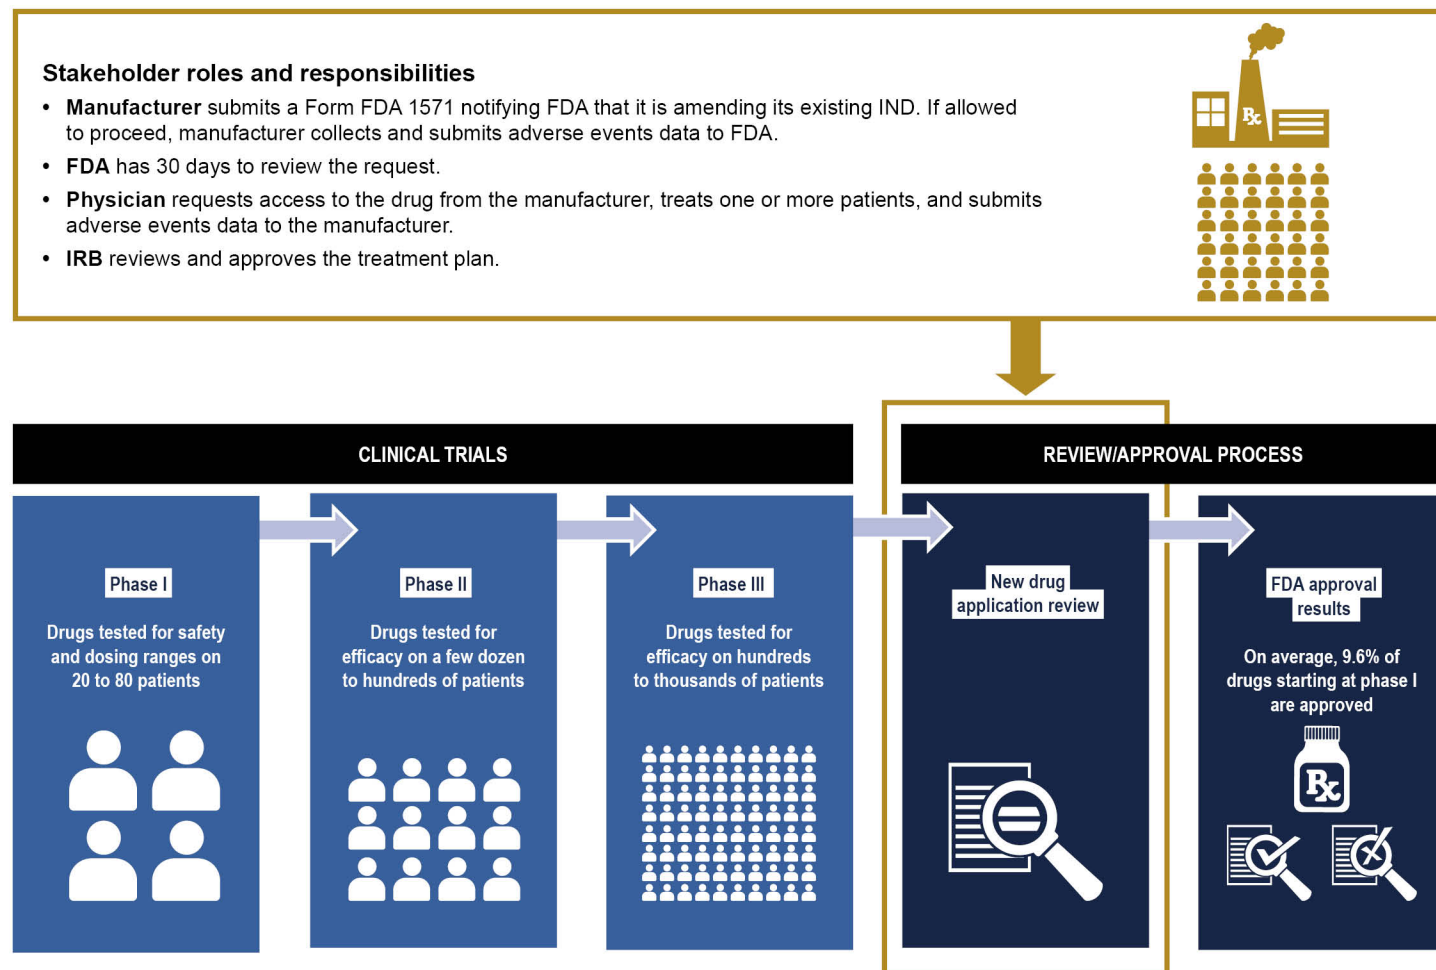 Stakeholder roles and responsibilities
• Manufacturer submits a Form FDA 1571 notifying FDA that it is amending its existing IND. If allowed
to proceed, manufacturer collects and submits adverse events data to FDA.
• FDA has 30 days to review the request.
• Physician requests access to the drug from the manufacturer, treats one or more patients, and submits
adverse events data to the manufacturer.
• IRB reviews and approves the treatment plan.
Rx
CLINICAL TRIALS
REVIEW/APPROVAL PROCESS
Phase I
Drugs tested for safety
and dosing ranges on
20 to 80 patients
Phase II
Drugs tested for
efficacy on a few dozen
to hundreds of patients
Phase III
Drugs tested for
efficacy on hundreds
to thousands of patients
New drug
application review
FDA approval
results
On average, 9.6% of
drugs starting at phase I
are approved
Rx